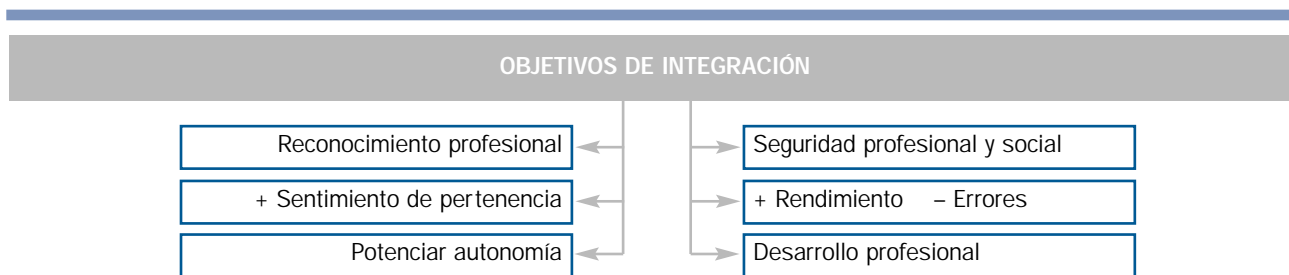 OBJETIVOS DE INTEGRACIÓN
Reconocimiento profesional
Seguridad profesional y social
+ Sentimiento de pertenencia
+ Rendimiento – Errores
Potenciar autonomía
Desarrollo profesional